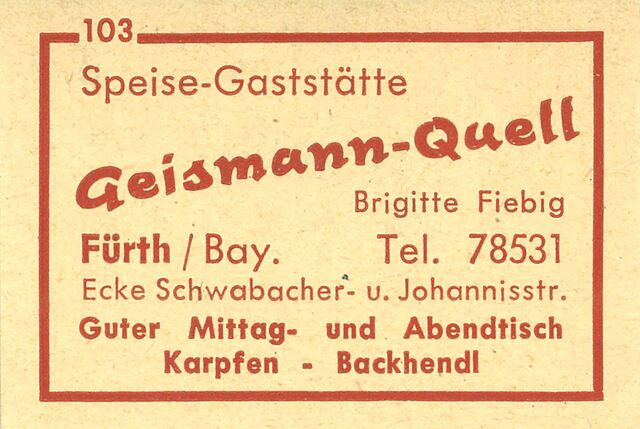 103
Speise-Gaststätte
Geismann-Quell
Brigitte Fiebig
Fürth / Bay. Tel. 78531
Ecke Schwabacher- u. Johannisstr.
Guter Mittag- und Abendtisch
Karpfen - Backhendl